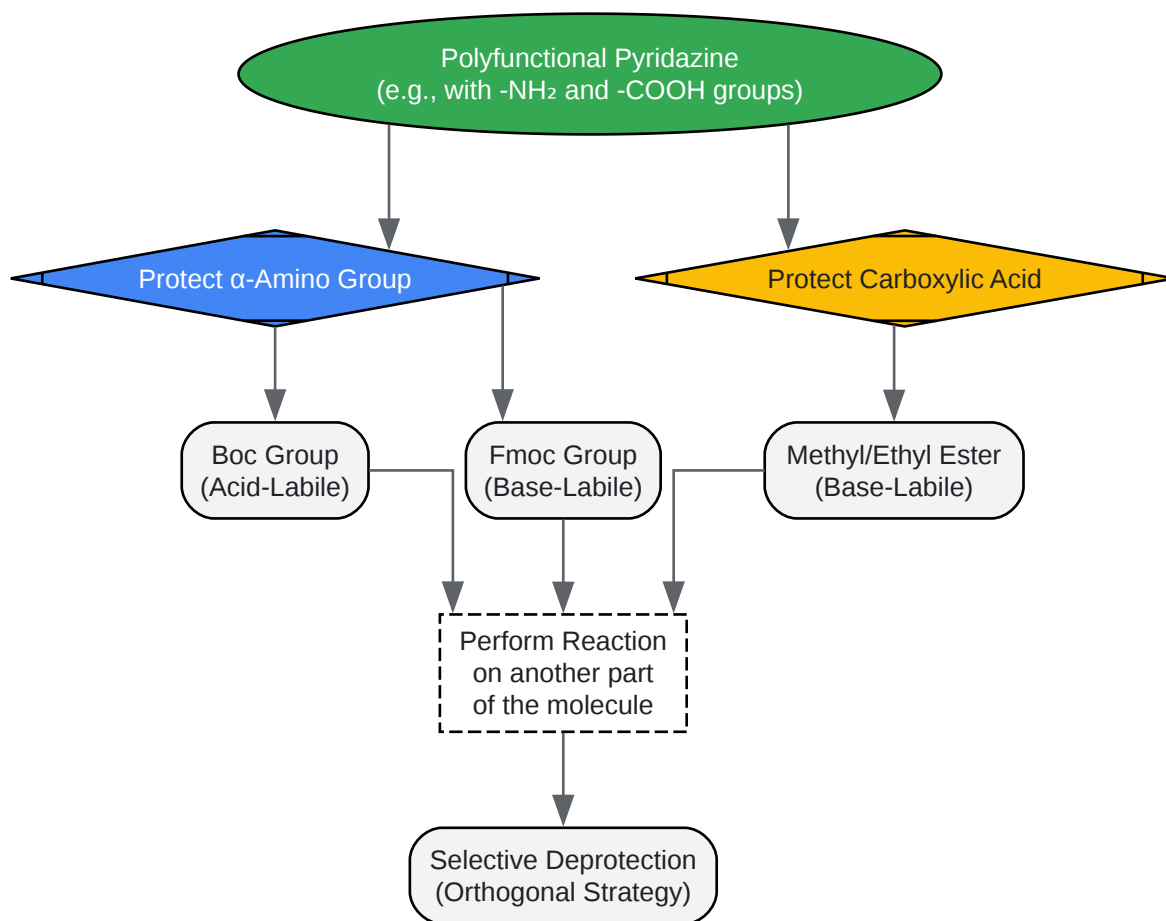 Polyfunctional Pyridazine
(e.g., with -NH₂ and -COOH groups)
Protect α-Amino Group
Protect Carboxylic Acid
Boc Group
(Acid-Labile)
Fmoc Group
(Base-Labile)
Methyl/Ethyl Ester
(Base-Labile)
Perform Reaction
on another part
of the molecule
Selective Deprotection
(Orthogonal Strategy)